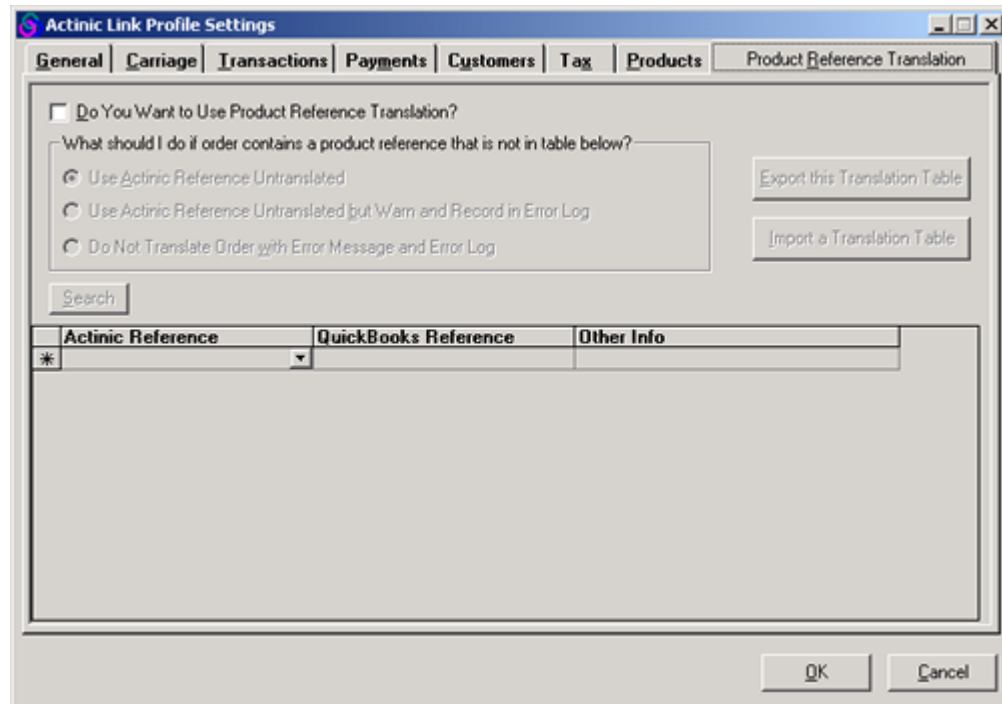 Actinic Link Profile Settings
General Carriage Transactions Payments Customers Tax Products Product Reference Translation
Do You Want to Use Product Reference Translation?
What should I do if order contains a product reference that is not in table below?
Use Actinic Reference Untranslated
Use Actinic Reference Untranslated but Warn and Record in Error Log
Do Not Translate Order with Error Message and Error Log
Export this Translation Table
Import a Translation Table
Search
Actinic Reference QuickBooks Reference Other Info
OK Cancel